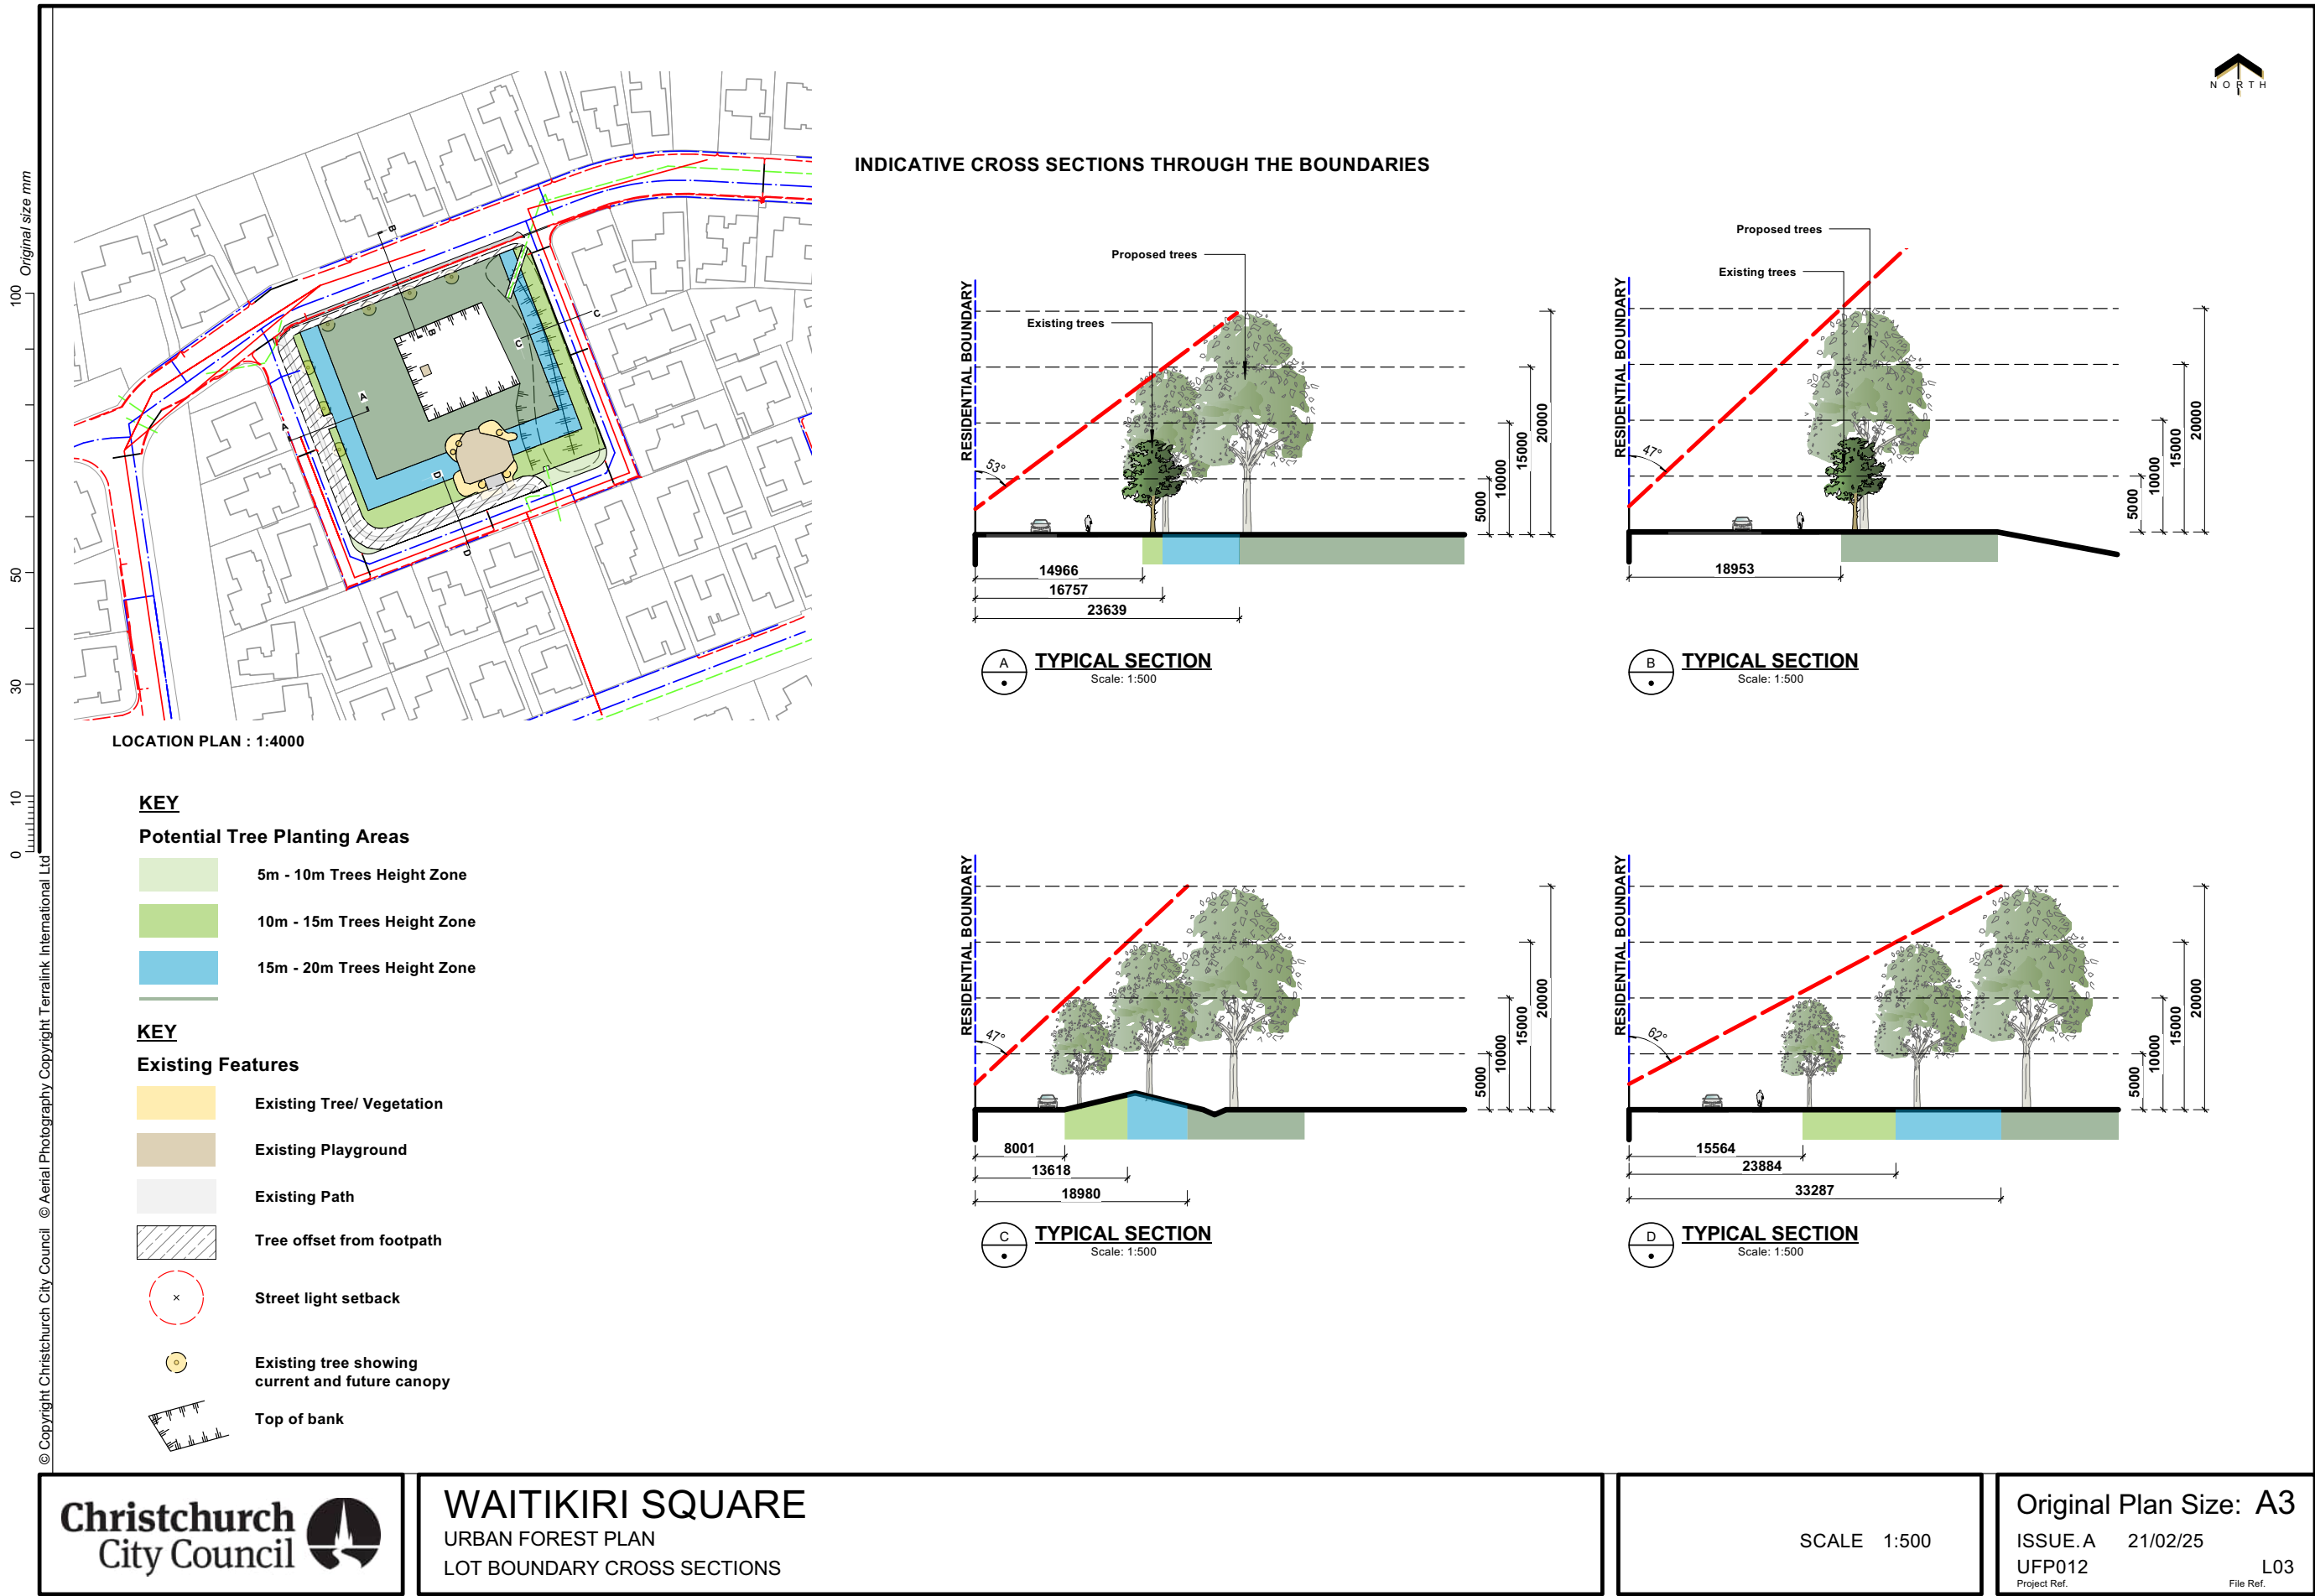 NORTH
Original size mm
100
50
30
10
0
© Copyright Christchurch City Council © Aerial Photography Copyright Terralink International Ltd
INDICATIVE CROSS SECTIONS THROUGH THE BOUNDARIES
B
B
C
C
A
A
D
D
LOCATION PLAN : 1:4000
RESIDENTIAL BOUNDARY
Proposed trees
Existing trees
53°
5000
10000
15000
20000
14966
16757
23639
A
TYPICAL SECTION
Scale: 1:500
RESIDENTIAL BOUNDARY
Proposed trees
Existing trees
47°
5000
10000
15000
20000
18953
B
TYPICAL SECTION
Scale: 1:500
KEY
Potential Tree Planting Areas
5m - 10m Trees Height Zone
10m - 15m Trees Height Zone
15m - 20m Trees Height Zone
KEY
Existing Features
Existing Tree/ Vegetation
Existing Playground
Existing Path
Tree offset from footpath
Street light setback
Existing tree showing
current and future canopy
Top of bank
RESIDENTIAL BOUNDARY
47°
5000
10000
15000
20000
8001
13618
18980
C
TYPICAL SECTION
Scale: 1:500
RESIDENTIAL BOUNDARY
62°
5000
10000
15000
20000
15564
23884
33287
D
TYPICAL SECTION
Scale: 1:500
Christchurch
City Council
WAITIKIRI SQUARE
URBAN FOREST PLAN
LOT BOUNDARY CROSS SECTIONS
SCALE 1:500
Original Plan Size: A3
ISSUE. A 21/02/25
UFP012 L03
Project Ref. File Ref.